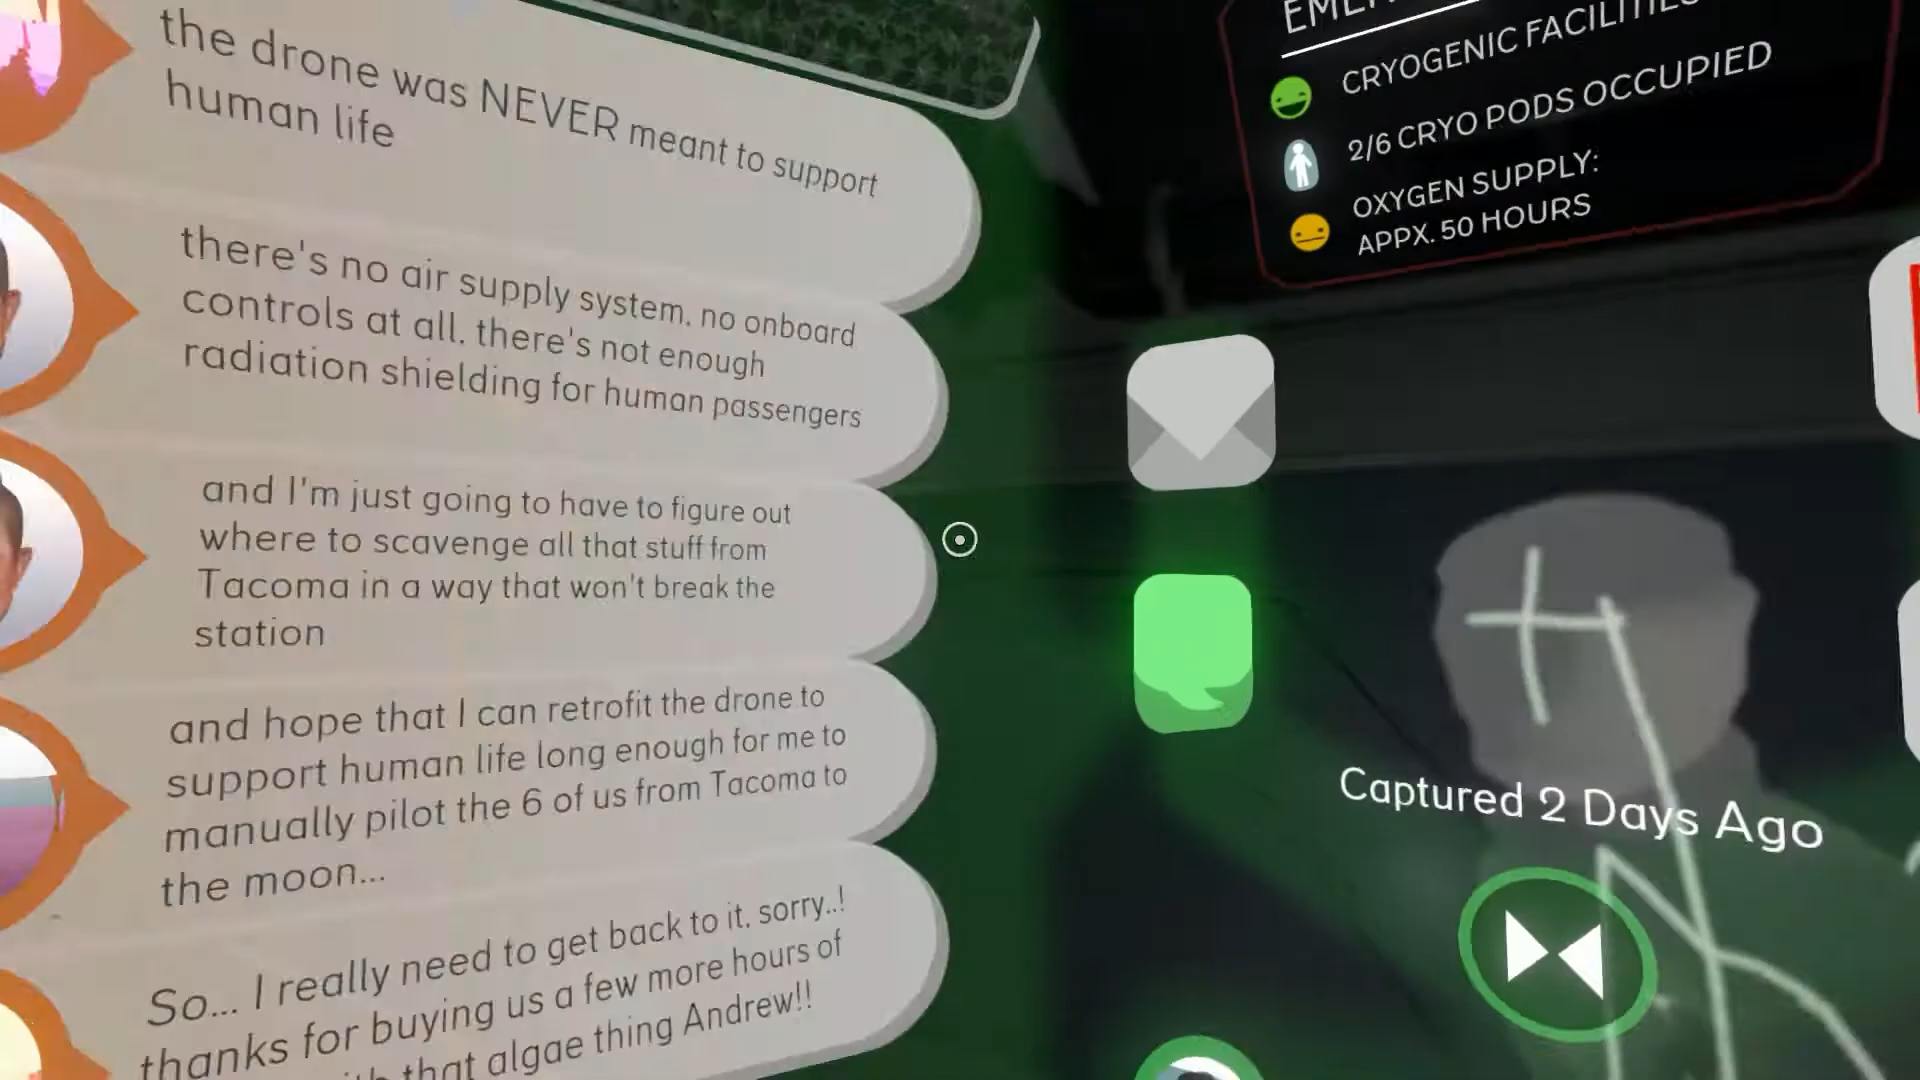 the drone was NEVER meant to support
human life
there's no air supply system. no onboard
controls at all. there's not enough
radiation shielding for human passengers
and I'm just going to have to figure out
where to scavenge all that stuff from
Tacoma in a way that won't break the
station
and hope that I can retrofit the drone to
support human life long enough for me to
manually pilot the 6 of us from Tacoma to
the moon...
So... I really need to get back to it. sorry..!
thanks for buying us a few more hours of
that algae thing Andrew!!
CRYOGENIC FACILITIES
2/6 CRYO PODS OCCUPIED
OXYGEN SUPPLY:
APPX. 50 HOURS
Captured 2 Days Ago